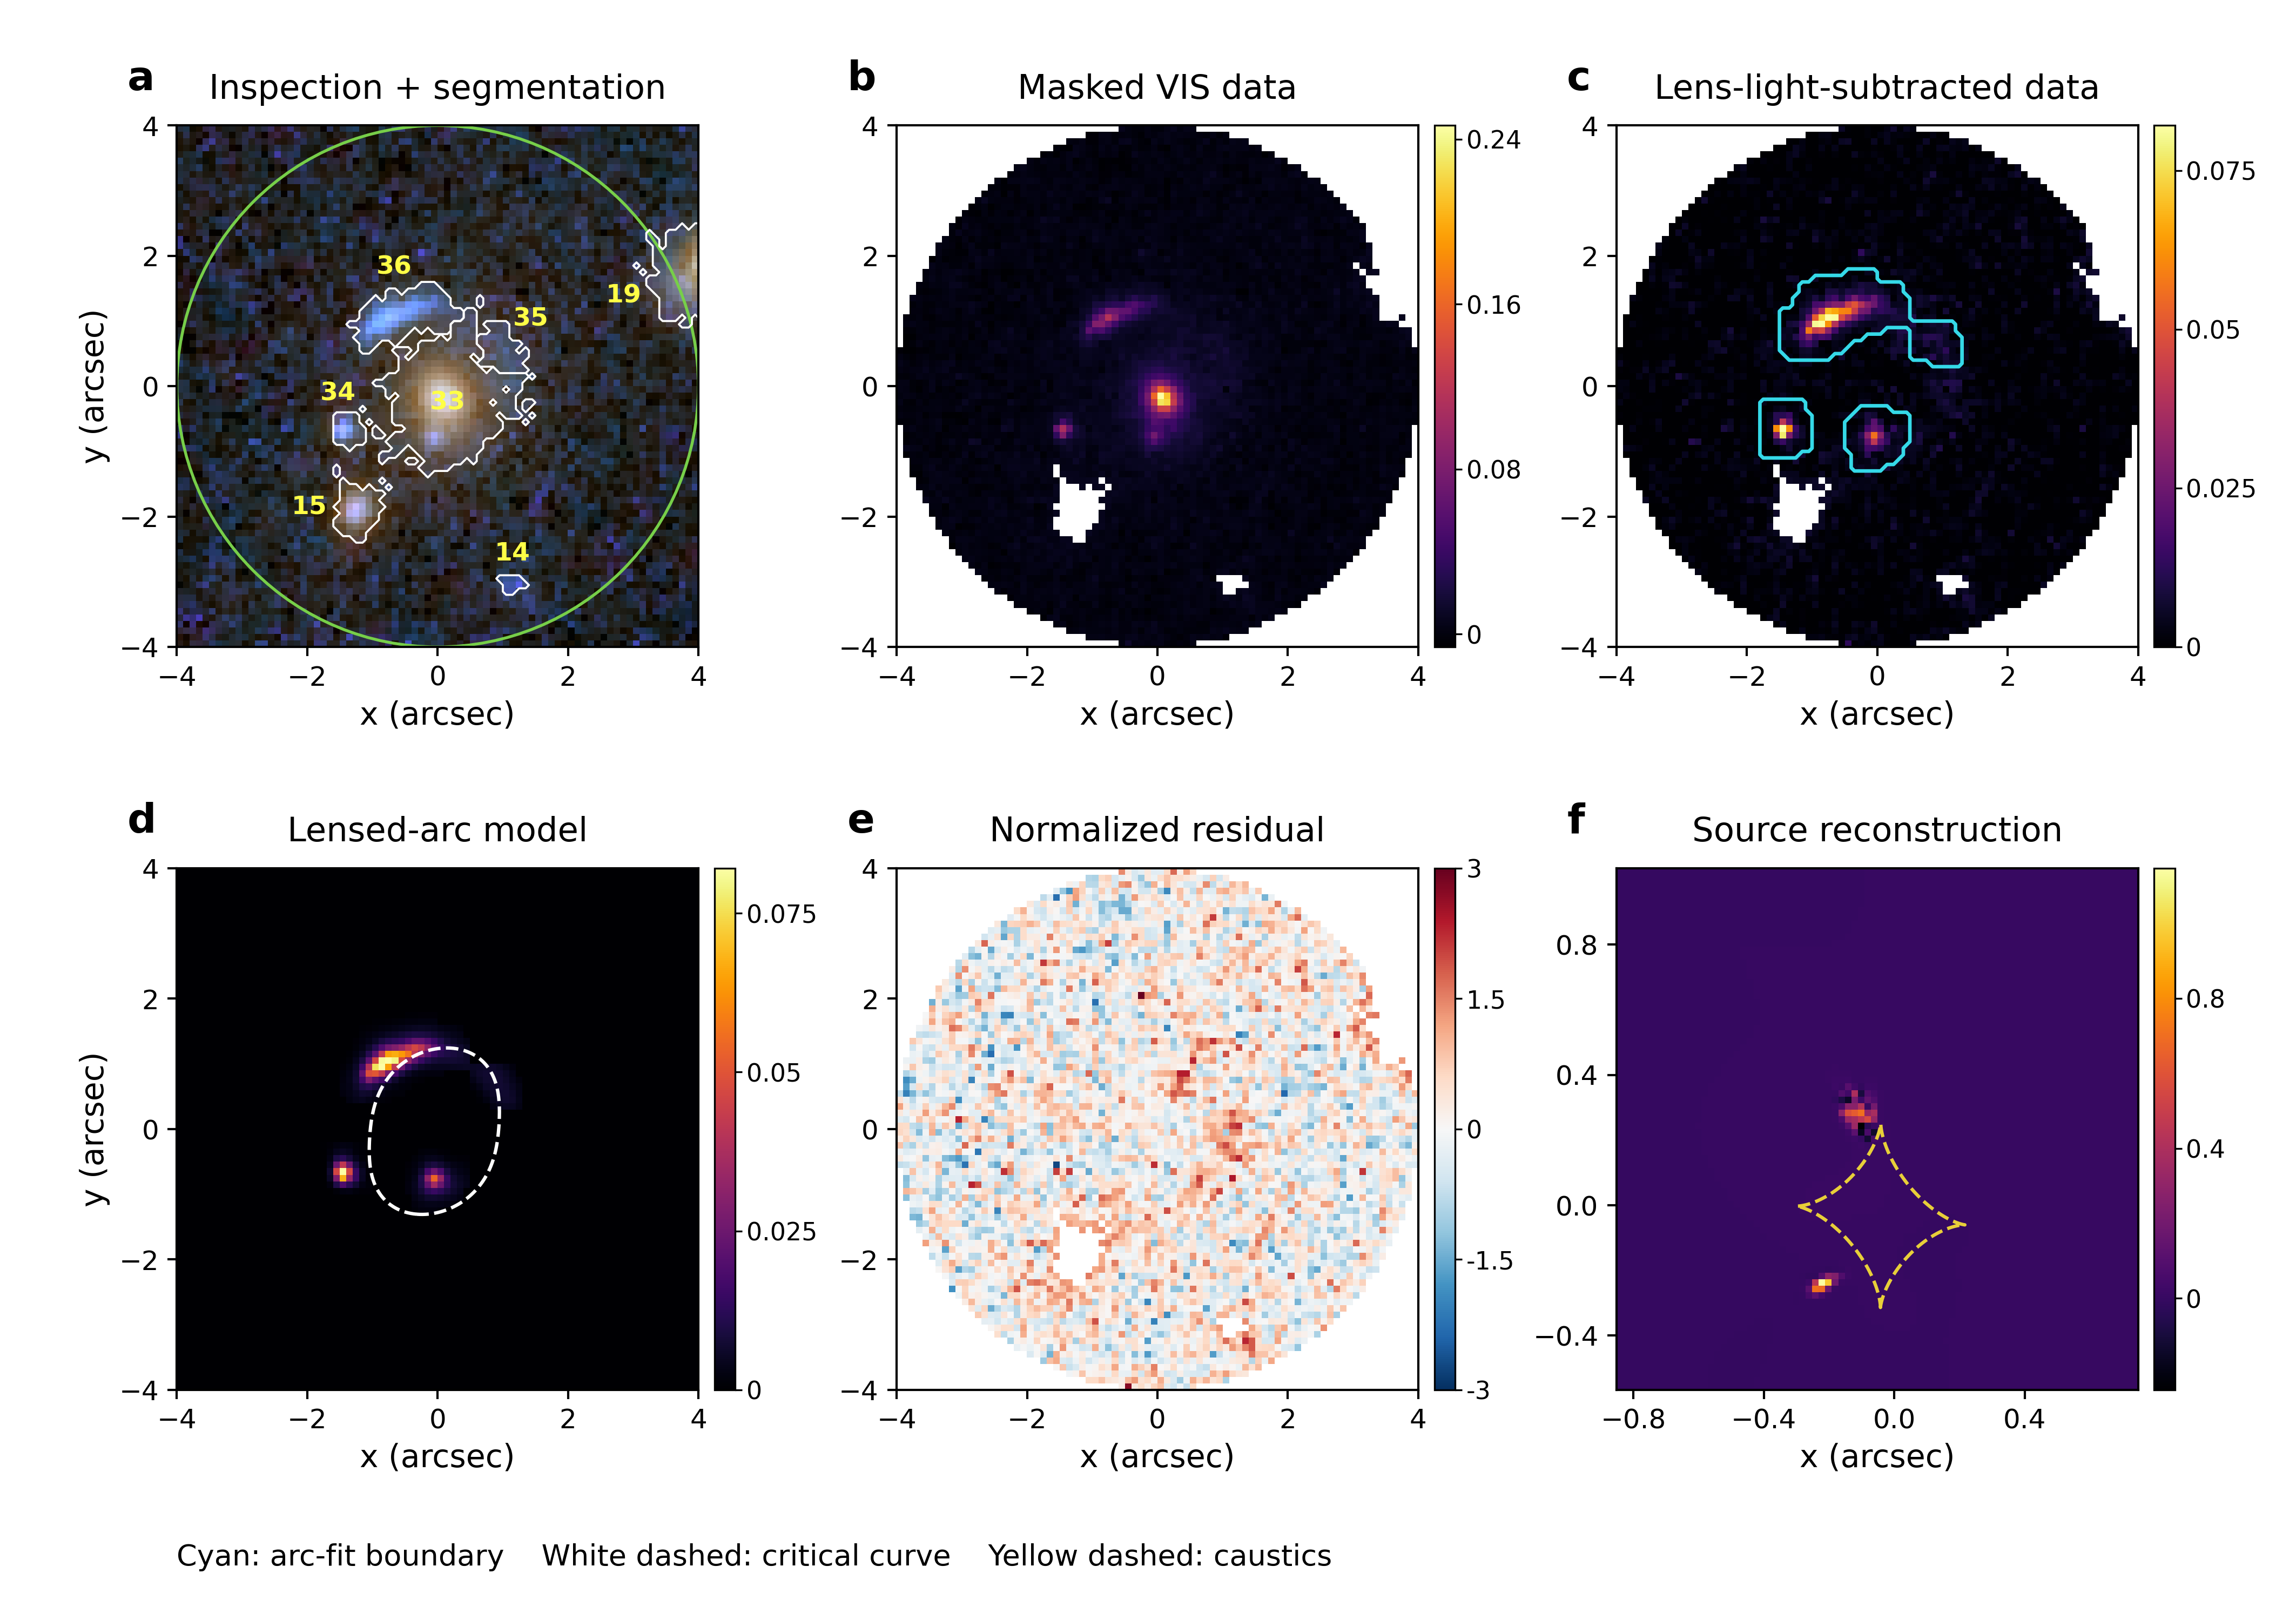 a Inspection + segmentation
b Masked VIS data
c Lens-light-subtracted data
4
2
0
−2
−4
y (arcsec)
36
35
19
34
33
15
14
−4 −2 0 2 4
x (arcsec)
4
2
0
−2
−4
−4 −2 0 2 4
x (arcsec)
0.24
0.16
0.08
0
4
2
0
−2
−4
−4 −2 0 2 4
x (arcsec)
0.075
0.05
0.025
0
d Lensed-arc model
e Normalized residual
f Source reconstruction
4
2
0
−2
−4
y (arcsec)
−4 −2 0 2 4
x (arcsec)
0.075
0.05
0.025
0
4
2
0
−2
−4
−4 −2 0 2 4
x (arcsec)
3
1.5
0
-1.5
-3
0.8
0.4
0.0
−0.4
−0.8 −0.4 0.0 0.4
x (arcsec)
0.8
0.4
0
Cyan: arc-fit boundary White dashed: critical curve Yellow dashed: caustics